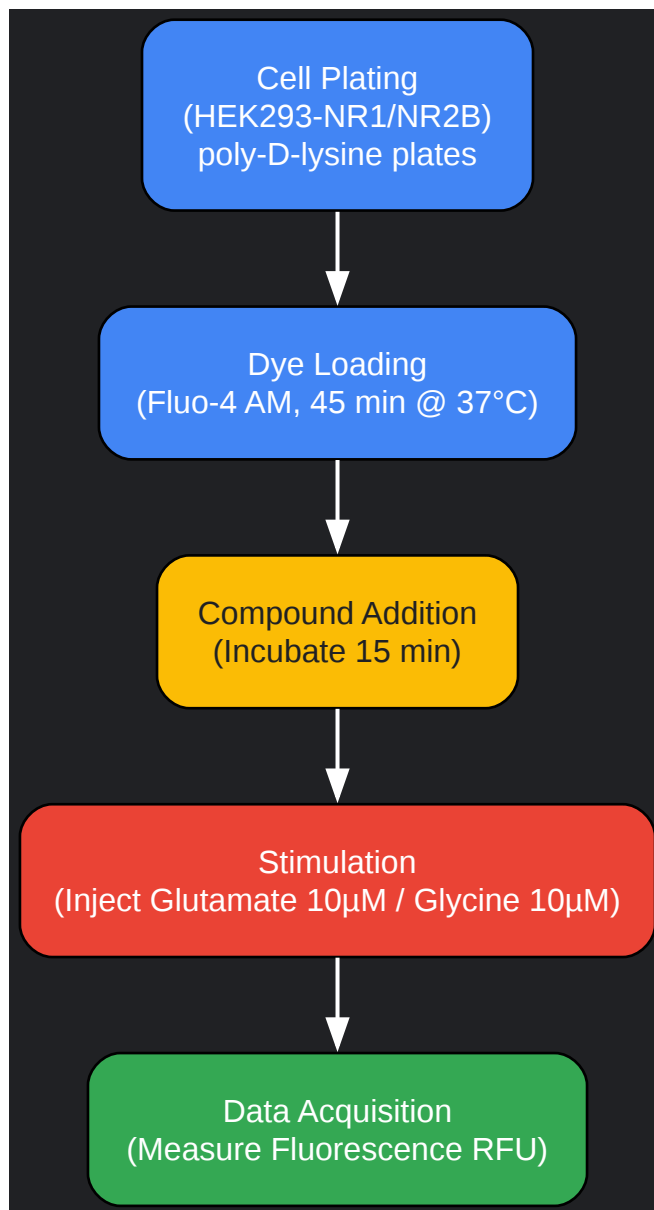 Cell Plating
(HEK293-NR1/NR2B)
poly-D-lysine plates
Dye Loading
(Fluo-4 AM, 45 min @ 37°C)
Compound Addition
(Incubate 15 min)
Stimulation
(Inject Glutamate 10µM / Glycine 10µM)
Data Acquisition
(Measure Fluorescence RFU)